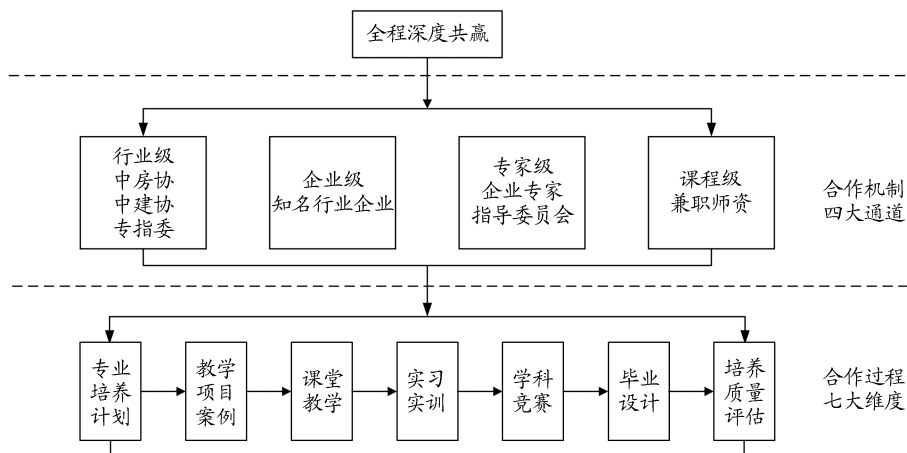 全程深度共赢
行业级
中房协
中建协
专指委
企业级
知名行业企业
专家级
企业专家
指导委员会
课程级
兼职师资
合作机制
四大通道
专业
培养
计划
教学
项目
案例
课堂
教学
实习
实训
学科
竞赛
毕业
设计
培养
质量
评估
合作过程
七大维度